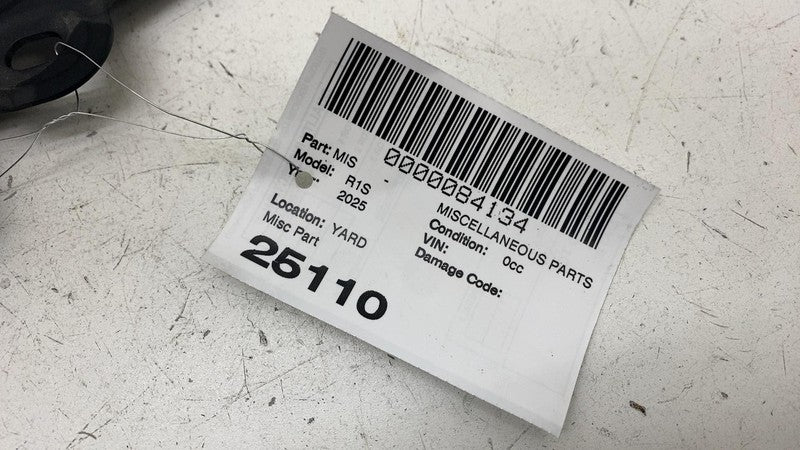 0000084134
Part: MIS - MISCELLANEOUS PARTS
Model: R1S Condition: 0cc
2025 VIN:
Damage Code:
Location: YARD
Misc Part
25110